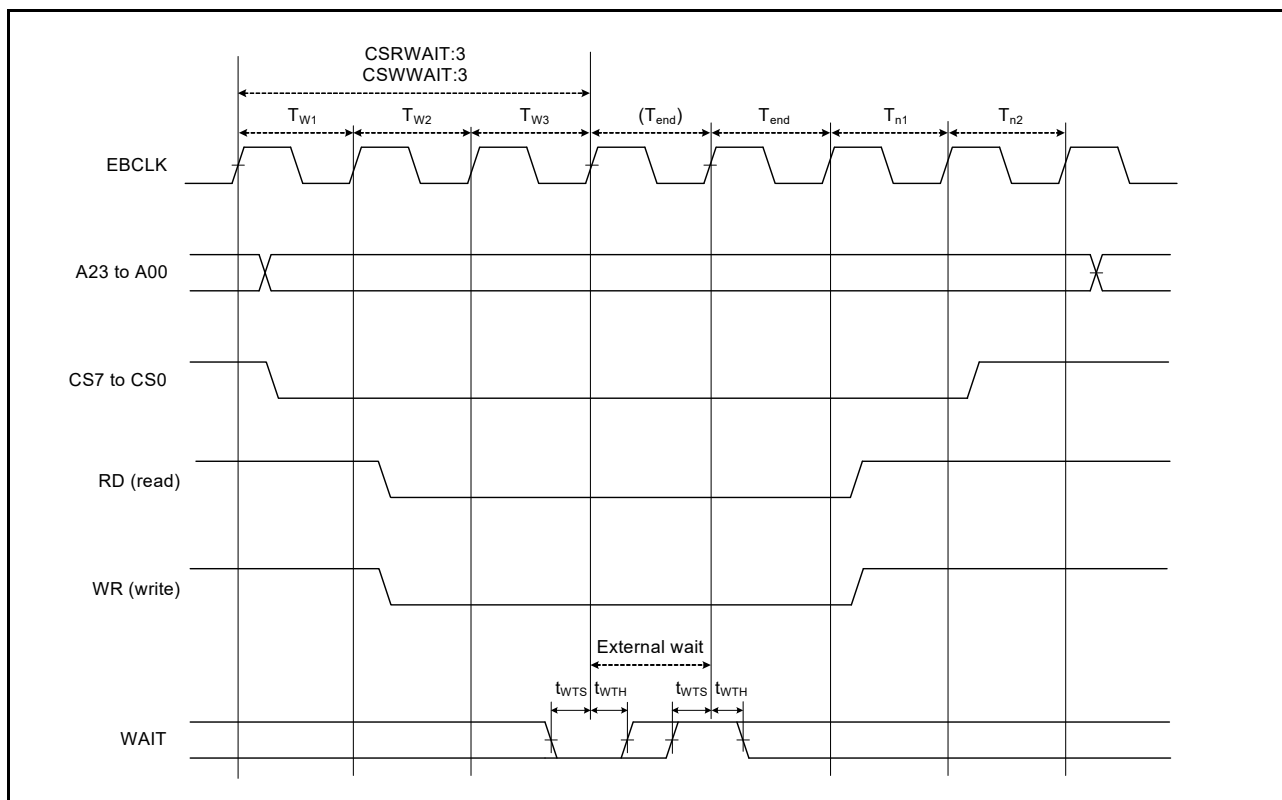 CSRWAIT:3
CSWWAIT:3
TW1 TW2 TW3 (Tend) Tend Tn1 Tn2
EBCLK
A23 to A00
CS7 to CS0
RD (read)
WR (write)
External wait
tWTS tWTH tWTS tWTH
WAIT